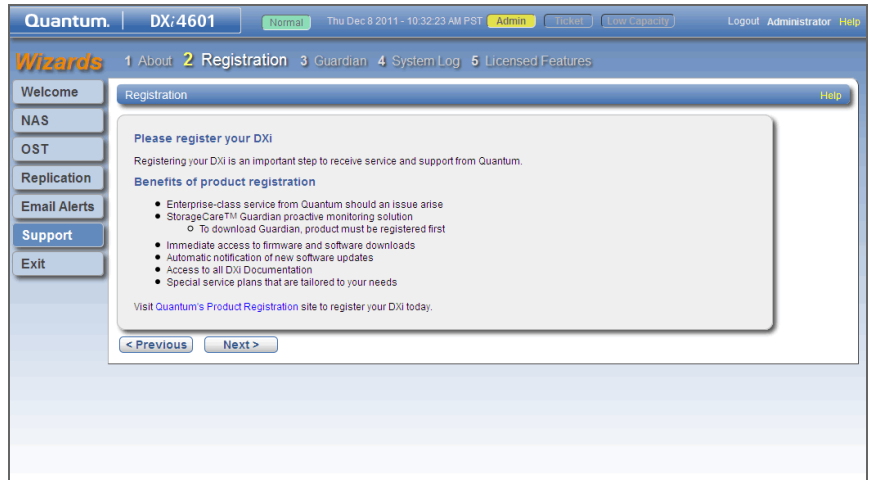 Quantum. DXi4601 Normal Thu Dec 8 2011 - 10:32:23 AM PST Admin Ticket Low Capacity Logout Administrator Help
Wizards 1 About 2 Registration 3 Guardian 4 System Log 5 Licensed Features
Welcome
NAS
OST
Replication
Email Alerts
Support
Exit
Registration Help
Please register your DXi
Registering your DXi is an important step to receive service and support from Quantum.
Benefits of product registration
Enterprise-class service from Quantum should an issue arise
StorageCare™ Guardian proactive monitoring solution
To download Guardian, product must be registered first
Immediate access to firmware and software downloads
Automatic notification of new software updates
Access to all DXi Documentation
Special service plans that are tailored to your needs
Visit Quantum's Product Registration site to register your DXi today.
< Previous Next >